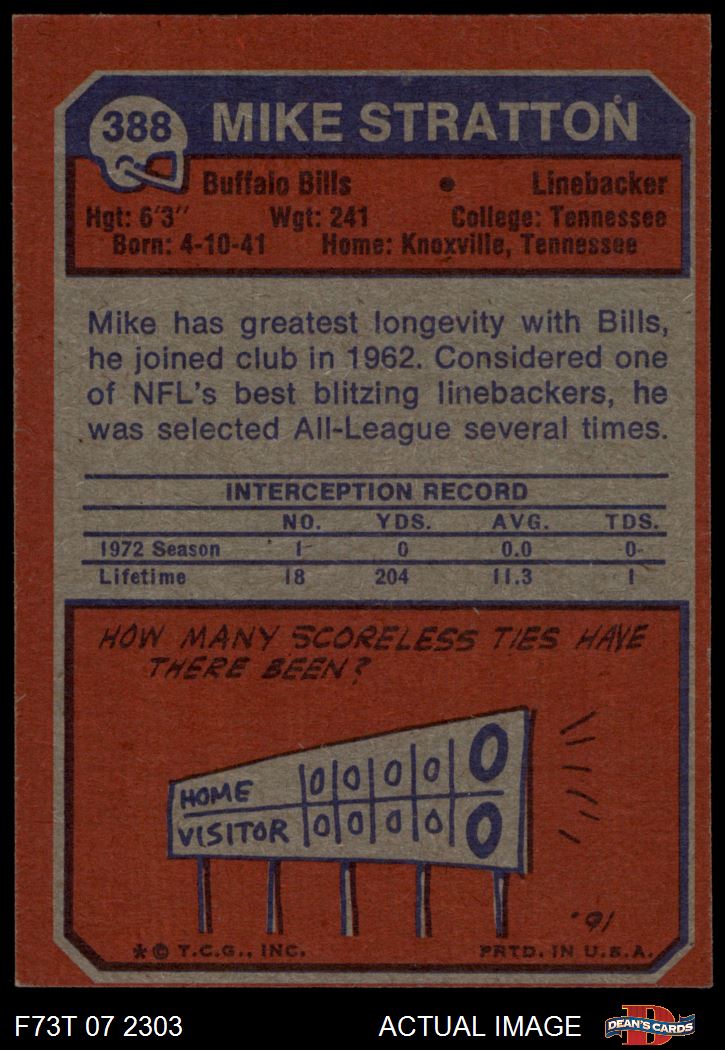 388 MIKE STRATTON
Buffalo Bills • Linebacker
Hgt: 6'3" Wgt: 241 College: Tennessee
Born: 4-10-41 Home: Knoxville, Tennessee
Mike has greatest longevity with Bills,
he joined club in 1962. Considered one
of NFL's best blitzing linebackers, he
was selected All-League several times.
INTERCEPTION RECORD
NO. YDS. AVG. TDS.
1972 Season 1 0 0.0 0
Lifetime 18 204 11.3 1
HOW MANY SCORELESS TIES HAVE
THERE BEEN?
HOME 0 0 0 0 0
VISITOR 0 0 0 0 0
91.
* © T.C.G., INC. PRTD. IN U.S.A.
F73T 07 2303 ACTUAL IMAGE D DEAN'S CARDS